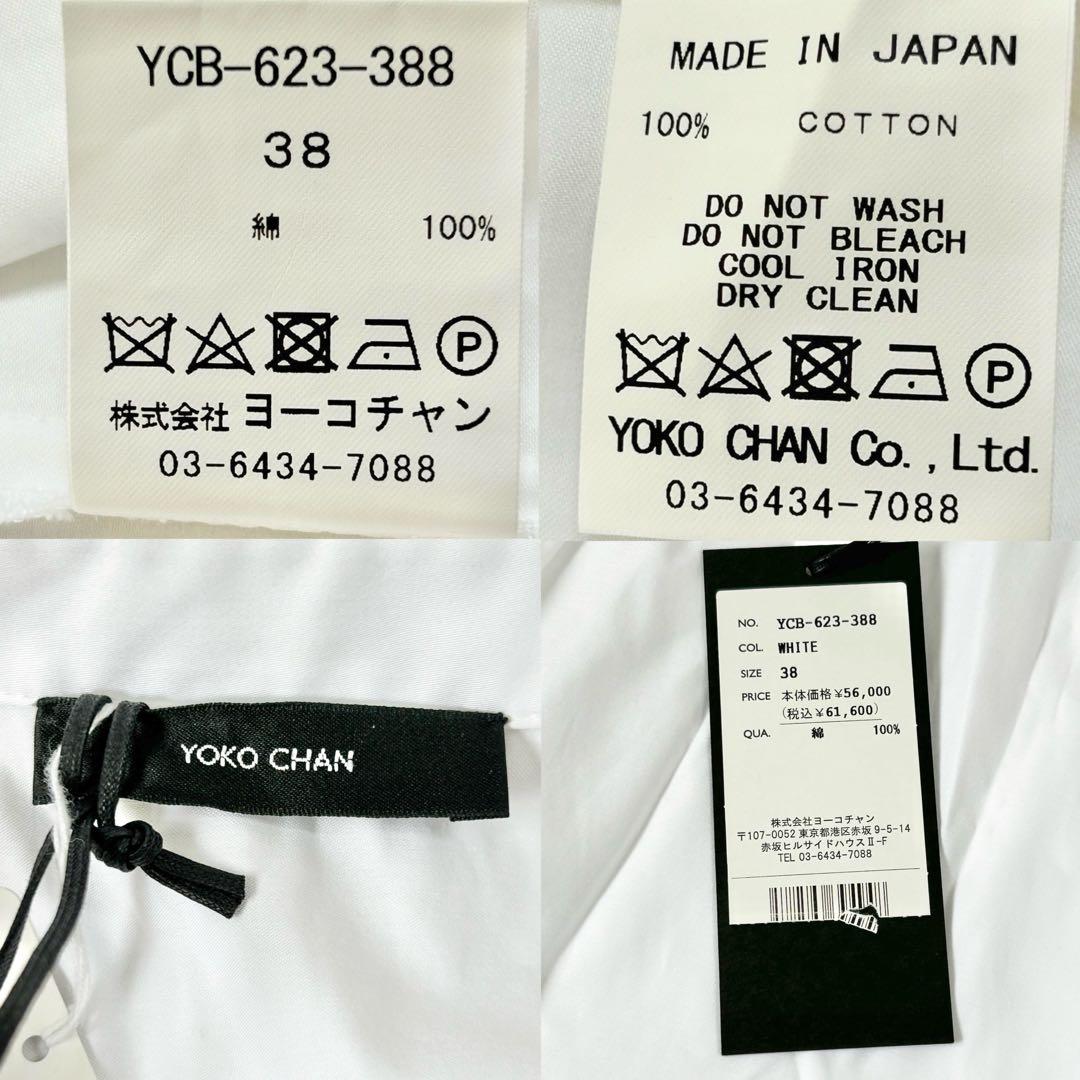 YCB-623-388
38
綿 100%
P
株式会社 ヨーコチャン
03-6434-7088
MADE IN JAPAN
100% COTTON
DO NOT WASH
DO NOT BLEACH
COOL IRON
DRY CLEAN
P
YOKO CHAN Co., Ltd.
03-6434-7088
YOKO CHAN
NO. YCB-623-388
COL. WHITE
SIZE 38
PRICE 本体価格¥56,000
(税込¥61,600)
QUA. 綿 100%
株式会社ヨーコチャン
〒107-0052 東京都港区赤坂 9-5-14
赤坂ヒルサイドハウスⅡ-F
TEL 03-6434-7088